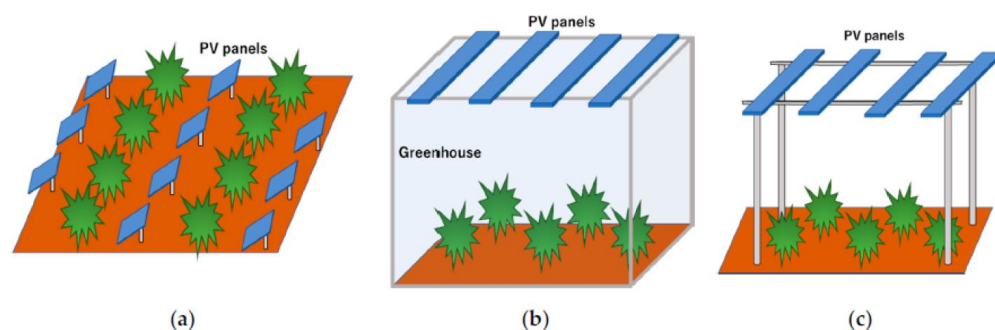 PV panels
PV panels
PV panels
Greenhouse
(a)
(b)
(c)